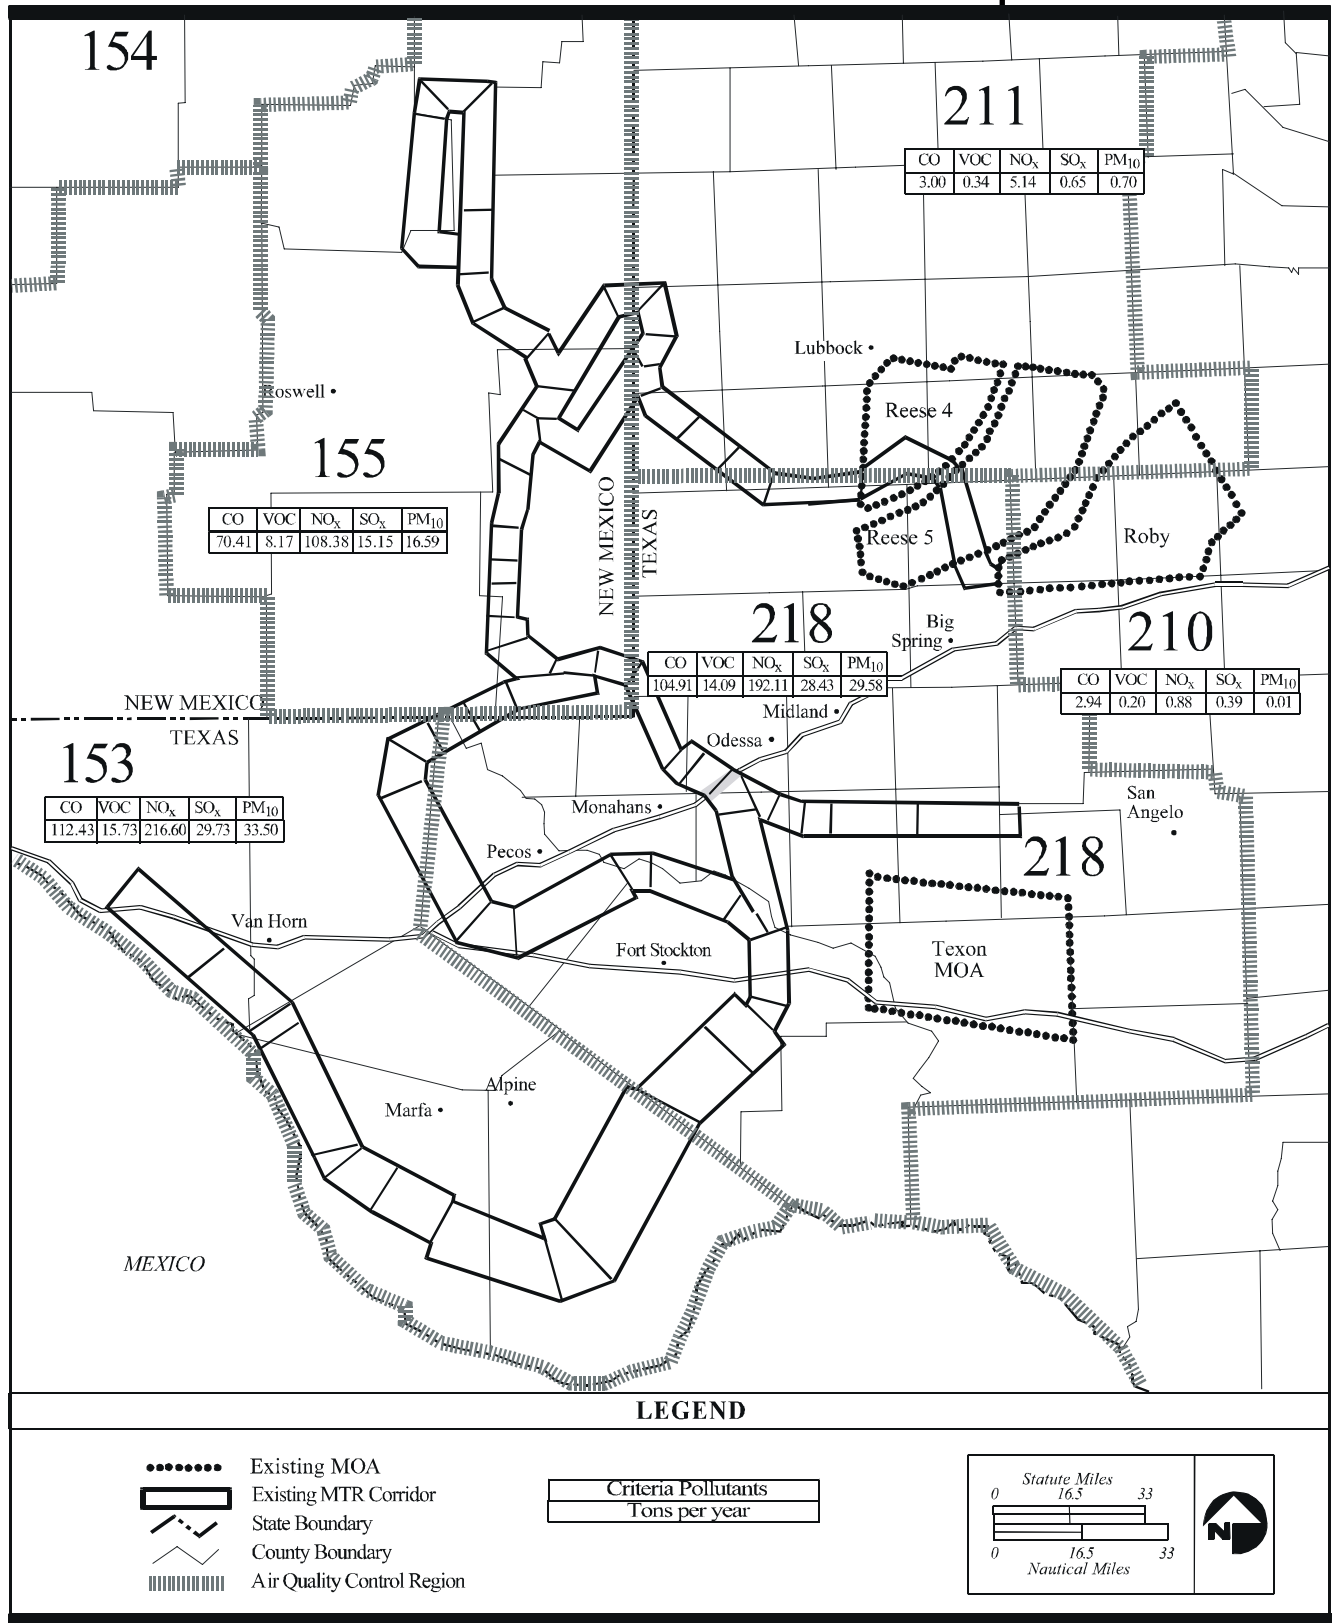 154
211
CO VOC NOx SOx PM10
3.00 0.34 5.14 0.65 0.70
Lubbock
Roswell
Reese 4
155
CO VOC NOx SOx PM10
70.41 8.17 108.38 15.15 16.59
NEW MEXICO
TEXAS
Reese 5
Roby
218
Big
Spring
210
CO VOC NOx SOx PM10
104.91 14.09 192.11 28.43 29.58
CO VOC NOx SOx PM10
2.94 0.20 0.88 0.39 0.01
NEW MEXICO
TEXAS
Midland
Odessa
153
CO VOC NOx SOx PM10
112.43 15.73 216.60 29.73 33.50
Monahans
San
Angelo
Pecos
218
Van Horn
Fort Stockton
Texon
MOA
Alpine
Marfa
MEXICO
LEGEND
Existing MOA
Existing MTR Corridor
State Boundary
County Boundary
Air Quality Control Region
Criteria Pollutants
Tons per year
Statute Miles
0 16.5 33
0 16.5 33
Nautical Miles
N